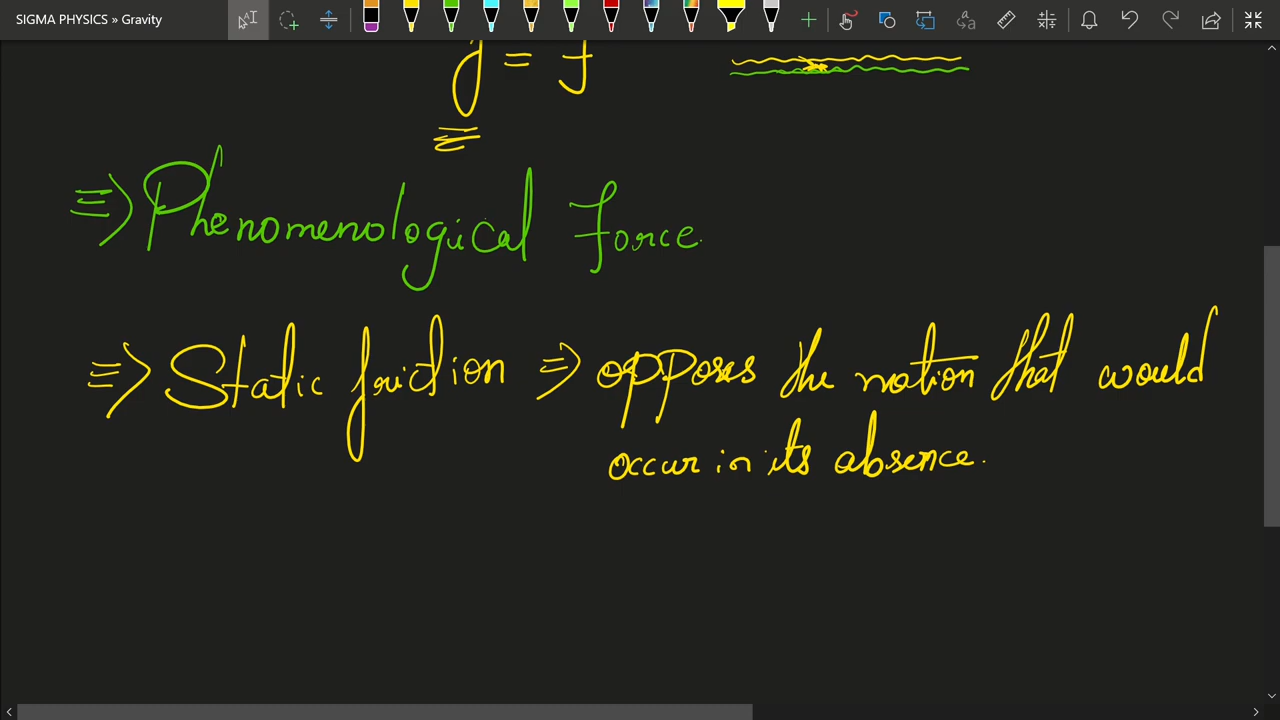 SIGMA PHYSICS » Gravity
=
⇒ Phenomenological force.
⇒ Static friction ⇒ opposes the motion that would
occur in its absence.